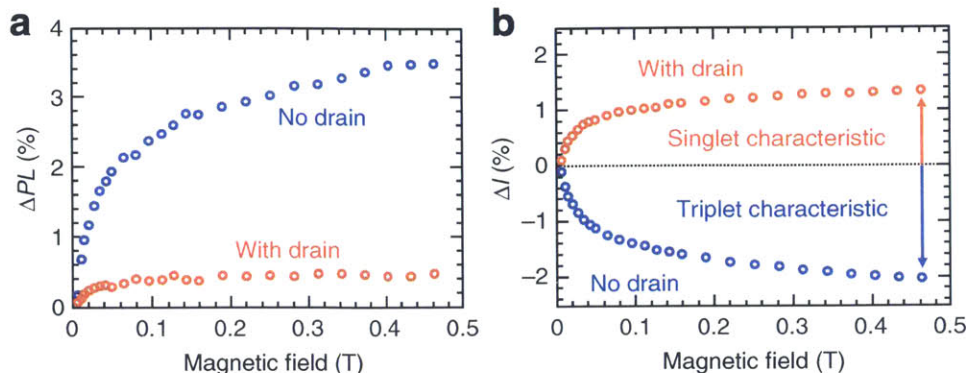 a
ΔPL (%)
4
3
2
1
0
No drain
With drain
0 0.1 0.2 0.3 0.4 0.5
Magnetic field (T)
b
ΔI (%)
2
1
0
−1
−2
With drain
Singlet characteristic
Triplet characteristic
No drain
0 0.1 0.2 0.3 0.4 0.5
Magnetic field (T)